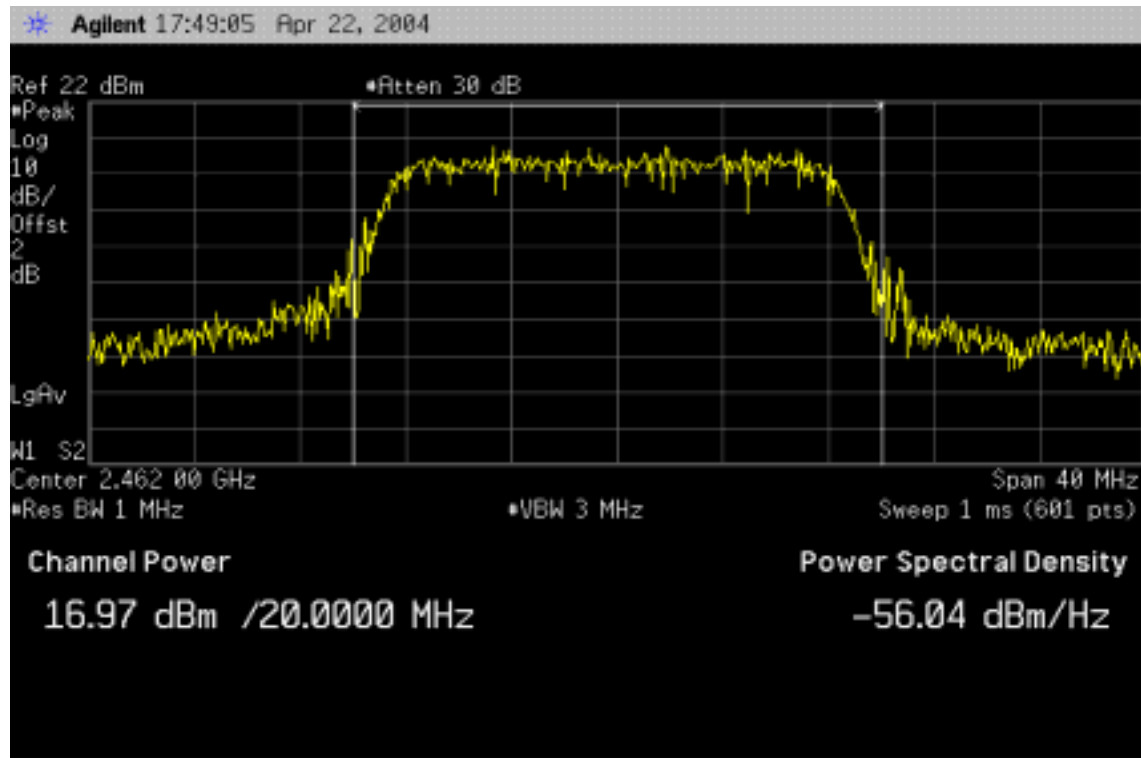 Agilent 17:49:05 Apr 22, 2004
Ref 22 dBm #Atten 30 dB
#Peak
Log
10
dB/
Offst
2
dB
LgAv
W1 S2
Center 2.462 00 GHz Span 40 MHz
#Res BW 1 MHz #VBW 3 MHz Sweep 1 ms (601 pts)
Channel Power Power Spectral Density
16.97 dBm /20.0000 MHz -56.04 dBm/Hz